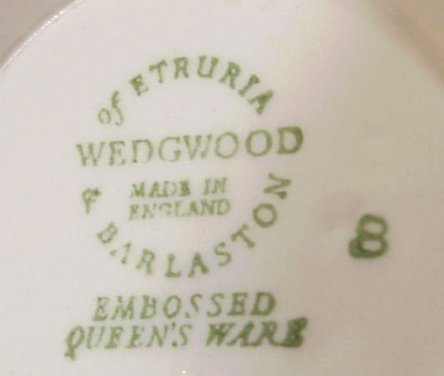 of ETRURIA
WEDGWOOD
MADE IN
ENGLAND
& BARLASTON
8
EMBOSSED
QUEEN'S WARE